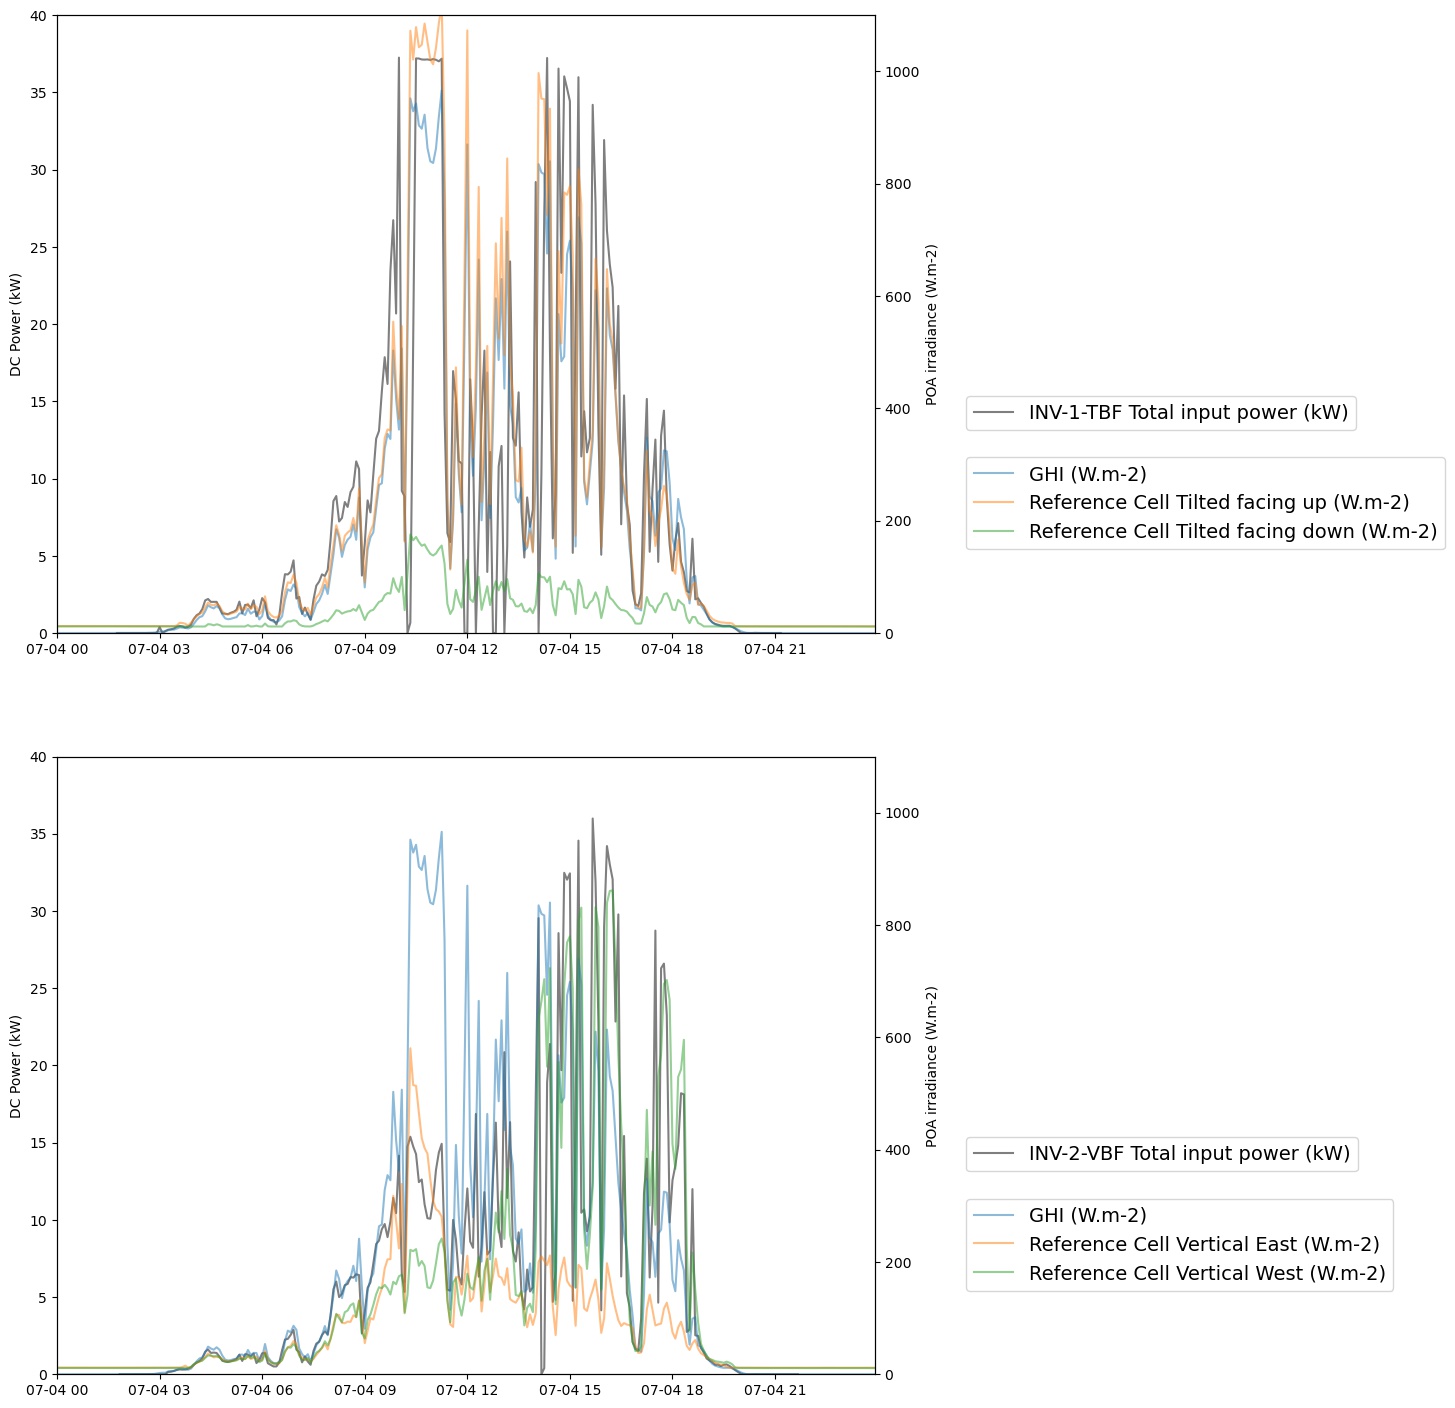 40
35
30
25
20
15
10
5
0
DC Power (kW)
1000
800
600
400
200
0
POA irradiance (W.m-2)
07-04 00 07-04 03 07-04 06 07-04 09 07-04 12 07-04 15 07-04 18 07-04 21
INV-1-TBF Total input power (kW)
GHI (W.m-2)
Reference Cell Tilted facing up (W.m-2)
Reference Cell Tilted facing down (W.m-2)
40
35
30
25
20
15
10
5
0
DC Power (kW)
1000
800
600
400
200
0
POA irradiance (W.m-2)
07-04 00 07-04 03 07-04 06 07-04 09 07-04 12 07-04 15 07-04 18 07-04 21
INV-2-VBF Total input power (kW)
GHI (W.m-2)
Reference Cell Vertical East (W.m-2)
Reference Cell Vertical West (W.m-2)